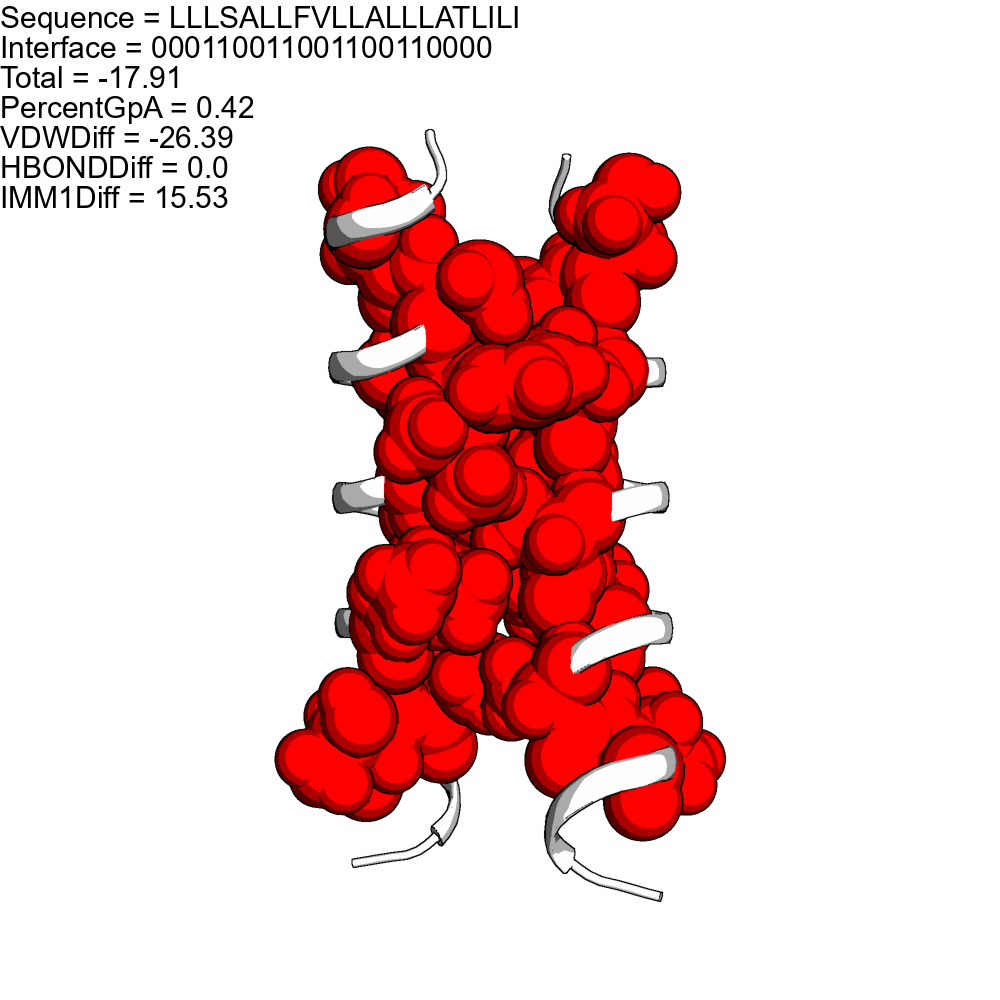 Sequence = LLLSALLFVLLALLLATLILI
Interface = 000110011001100110000
Total = -17.91
PercentGpA = 0.42
VDWDiff = -26.39
HBONDDiff = 0.0
IMM1Diff = 15.53